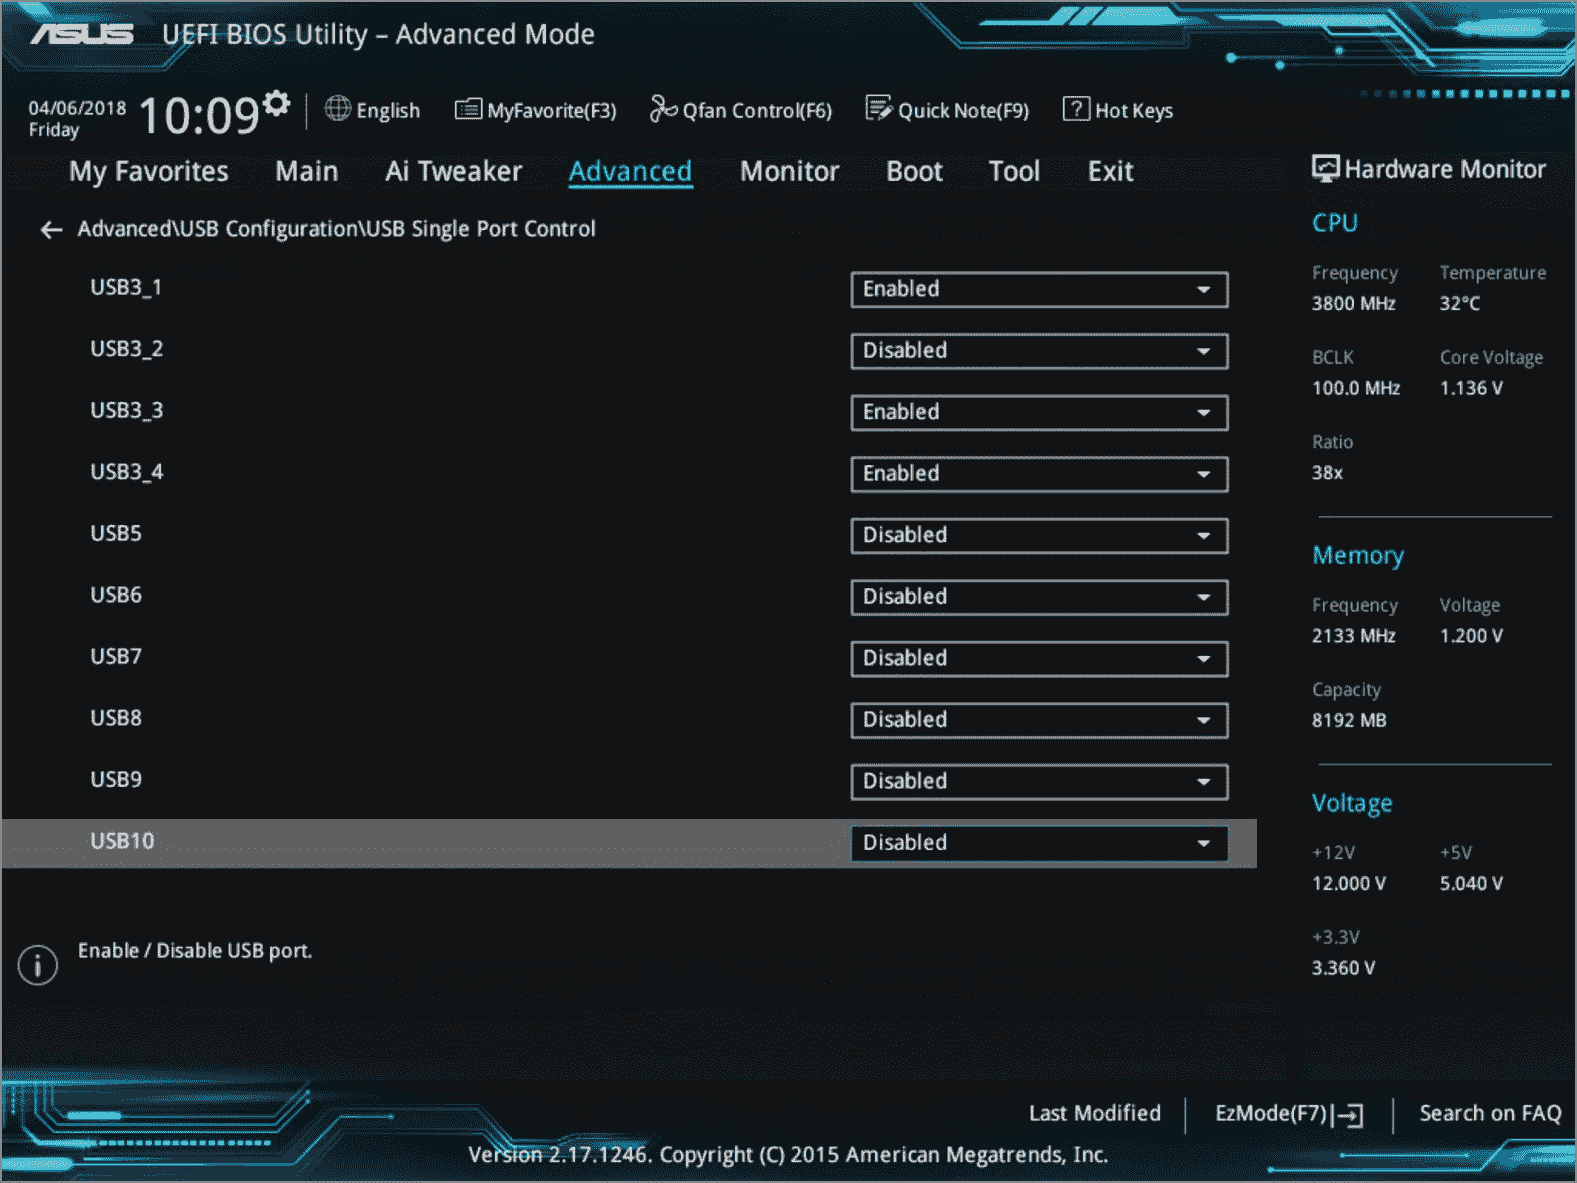 ASUS UEFI BIOS Utility – Advanced Mode
04/06/2018
Friday
10:09
English MyFavorite(F3) Qfan Control(F6) Quick Note(F9) ? Hot Keys
My Favorites Main Ai Tweaker Advanced Monitor Boot Tool Exit
Advanced\USB Configuration\USB Single Port Control
USB3_1 Enabled
USB3_2 Disabled
USB3_3 Enabled
USB3_4 Enabled
USB5 Disabled
USB6 Disabled
USB7 Disabled
USB8 Disabled
USB9 Disabled
USB10 Disabled
i Enable / Disable USB port.
Hardware Monitor
CPU
Frequency Temperature
3800 MHz 32°C
BCLK Core Voltage
100.0 MHz 1.136 V
Ratio
38x
Memory
Frequency Voltage
2133 MHz 1.200 V
Capacity
8192 MB
Voltage
+12V +5V
12.000 V 5.040 V
+3.3V
3.360 V
Last Modified EzMode(F7) Search on FAQ
Version 2.17.1246. Copyright (C) 2015 American Megatrends, Inc.